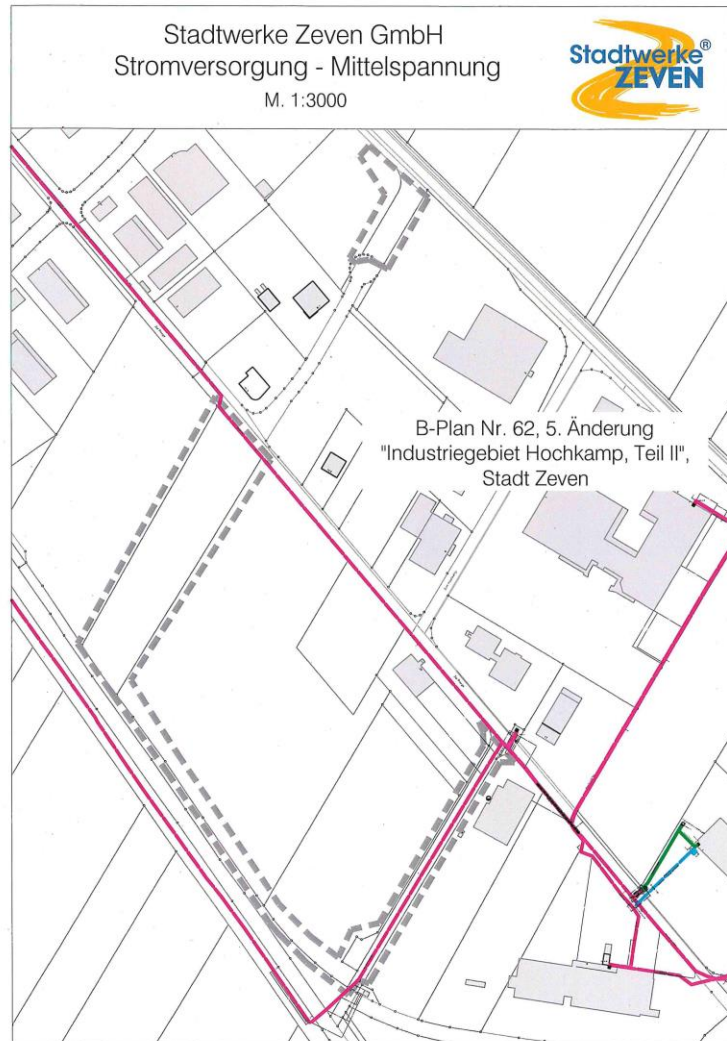 Stadtwerke Zeven GmbH
Stromversorgung - Mittelspannung
M. 1:3000
Stadtwerke®
ZEVEN
B-Plan Nr. 62, 5. Änderung
"Industriegebiet Hochkamp, Teil II",
Stadt Zeven